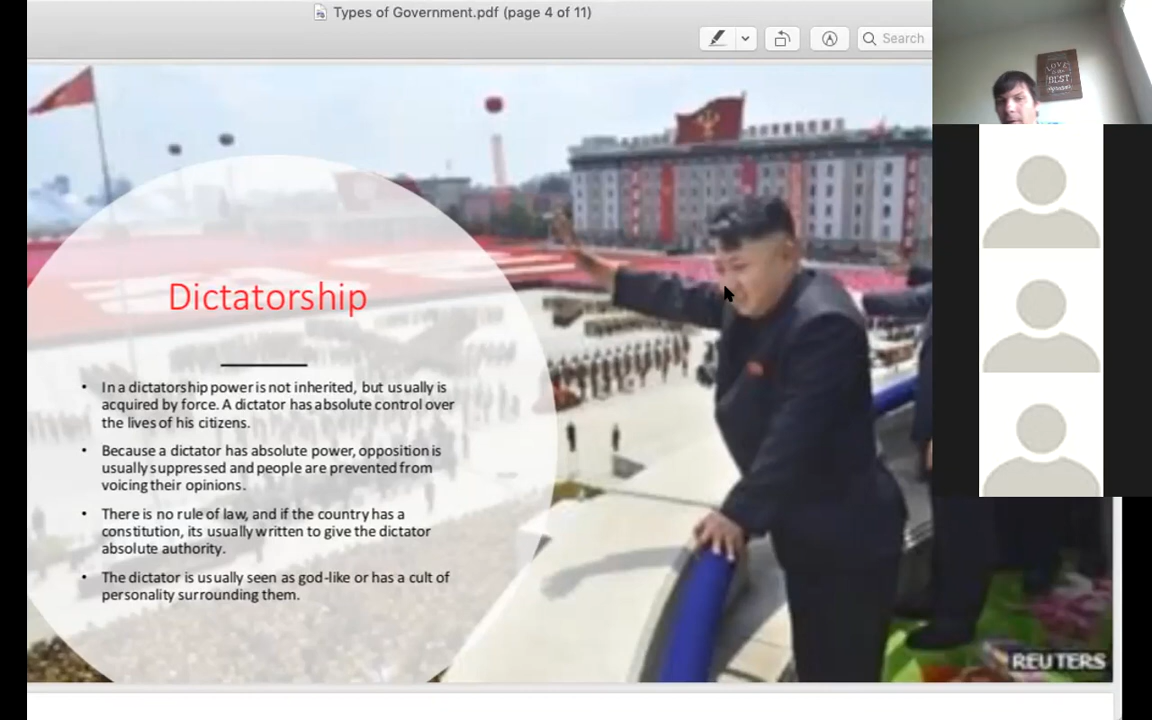 Types of Government.pdf (page 4 of 11)
Search
LOVE
BEST
Dictatorship
• In a dictatorship power is not inherited, but usually is
acquired by force. A dictator has absolute control over
the lives of his citizens.
• Because a dictator has absolute power, opposition is
usually suppressed and people are prevented from
voicing their opinions.
• There is no rule of law, and if the country has a
constitution, its usually written to give the dictator
absolute authority.
• The dictator is usually seen as god-like or has a cult of
personality surrounding them.
REUTERS